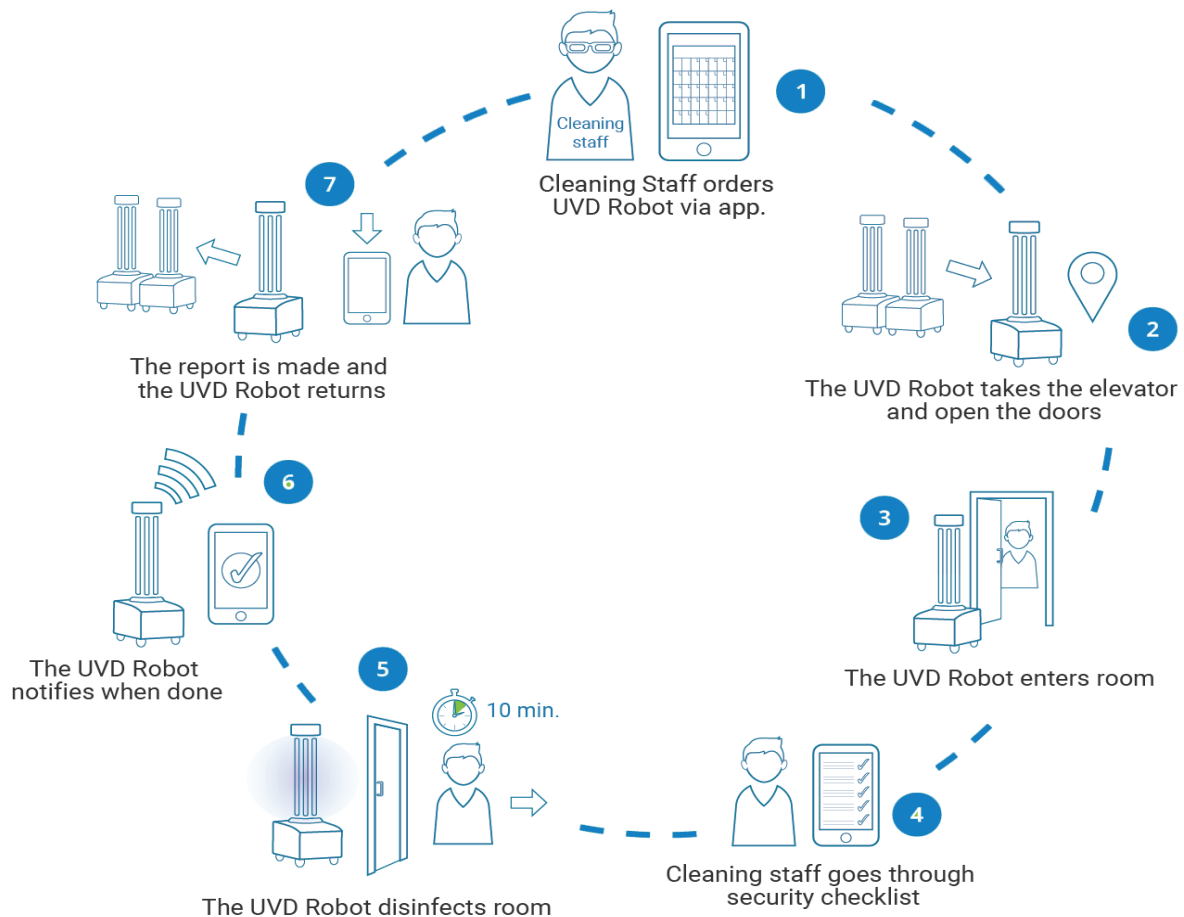 Cleaning
staff
1
Cleaning Staff orders
UVD Robot via app.
2
The UVD Robot takes the elevator
and open the doors
3
The UVD Robot enters room
4
Cleaning staff goes through
security checklist
5
10 min.
The UVD Robot disinfects room
6
The UVD Robot
notifies when done
7
The report is made and
the UVD Robot returns